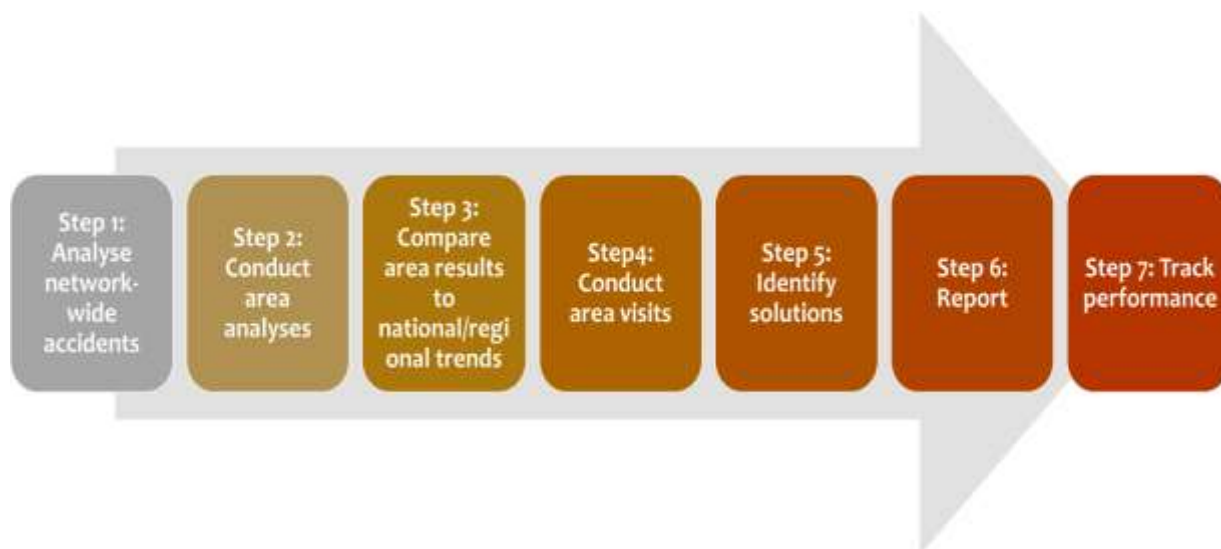 Step 1:
Analyse
network-
wide
accidents
Step 2:
Conduct
area
analyses
Step 3:
Compare
area results
to
national/regi
onal trends
Step4:
Conduct
area visits
Step 5:
Identify
solutions
Step 6:
Report
Step 7: Track
performance